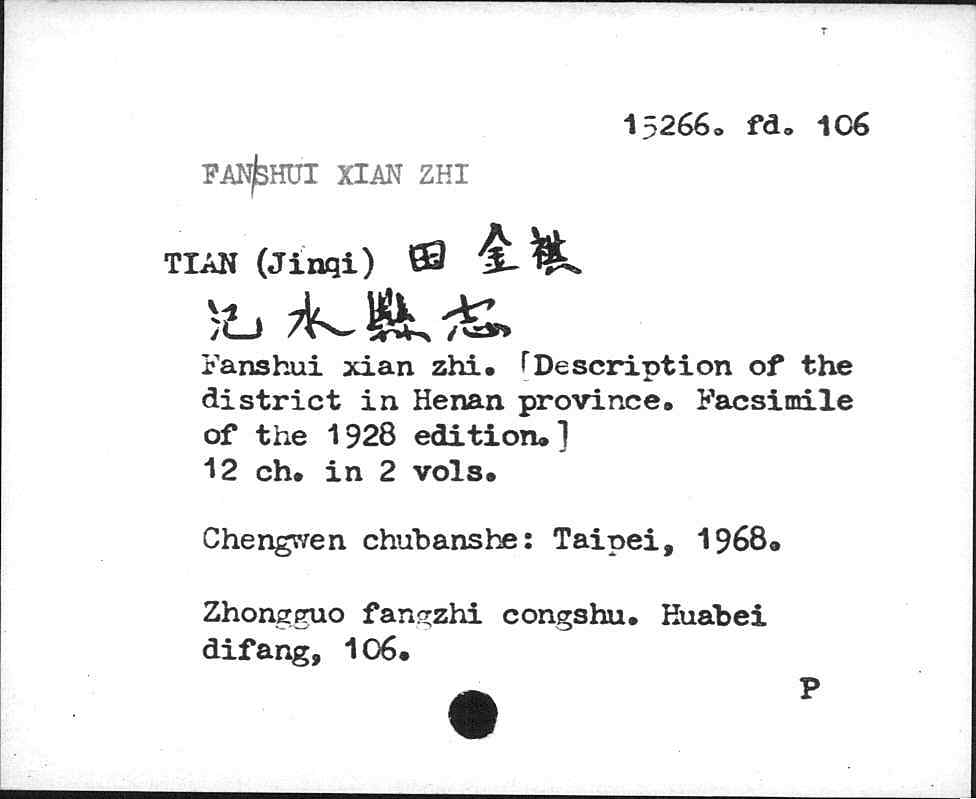 15266. fd. 106
FAN/SHUI XIAN ZHI
TIAN (Jinqi) 田 金祺
汜水縣志
Fanshui xian zhi. [Description of the
district in Henan province. Facsimile
of the 1928 edition.]
12 ch. in 2 vols.
Chengwen chubanshe: Taipei, 1968.
Zhongguo fangzhi congshu. Huabei
difang, 106.
P